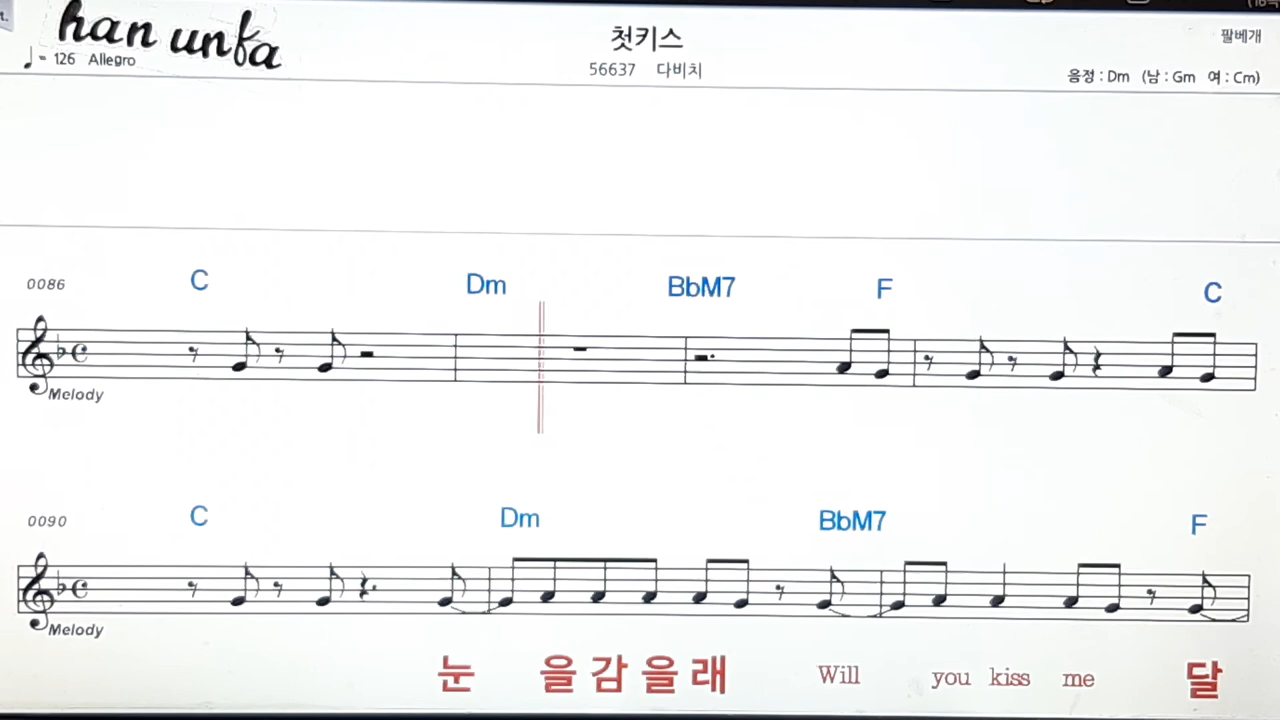 han unfa
첫키스
팔베개
♩= 126 Allegro
56637 다비치
음정 : Dm (남 : Gm 여 : Cm)
0086 C Dm BbM7 F C
Melody
0090 C Dm BbM7 F
Melody
눈 을 감 을 래 Will you kiss me 달